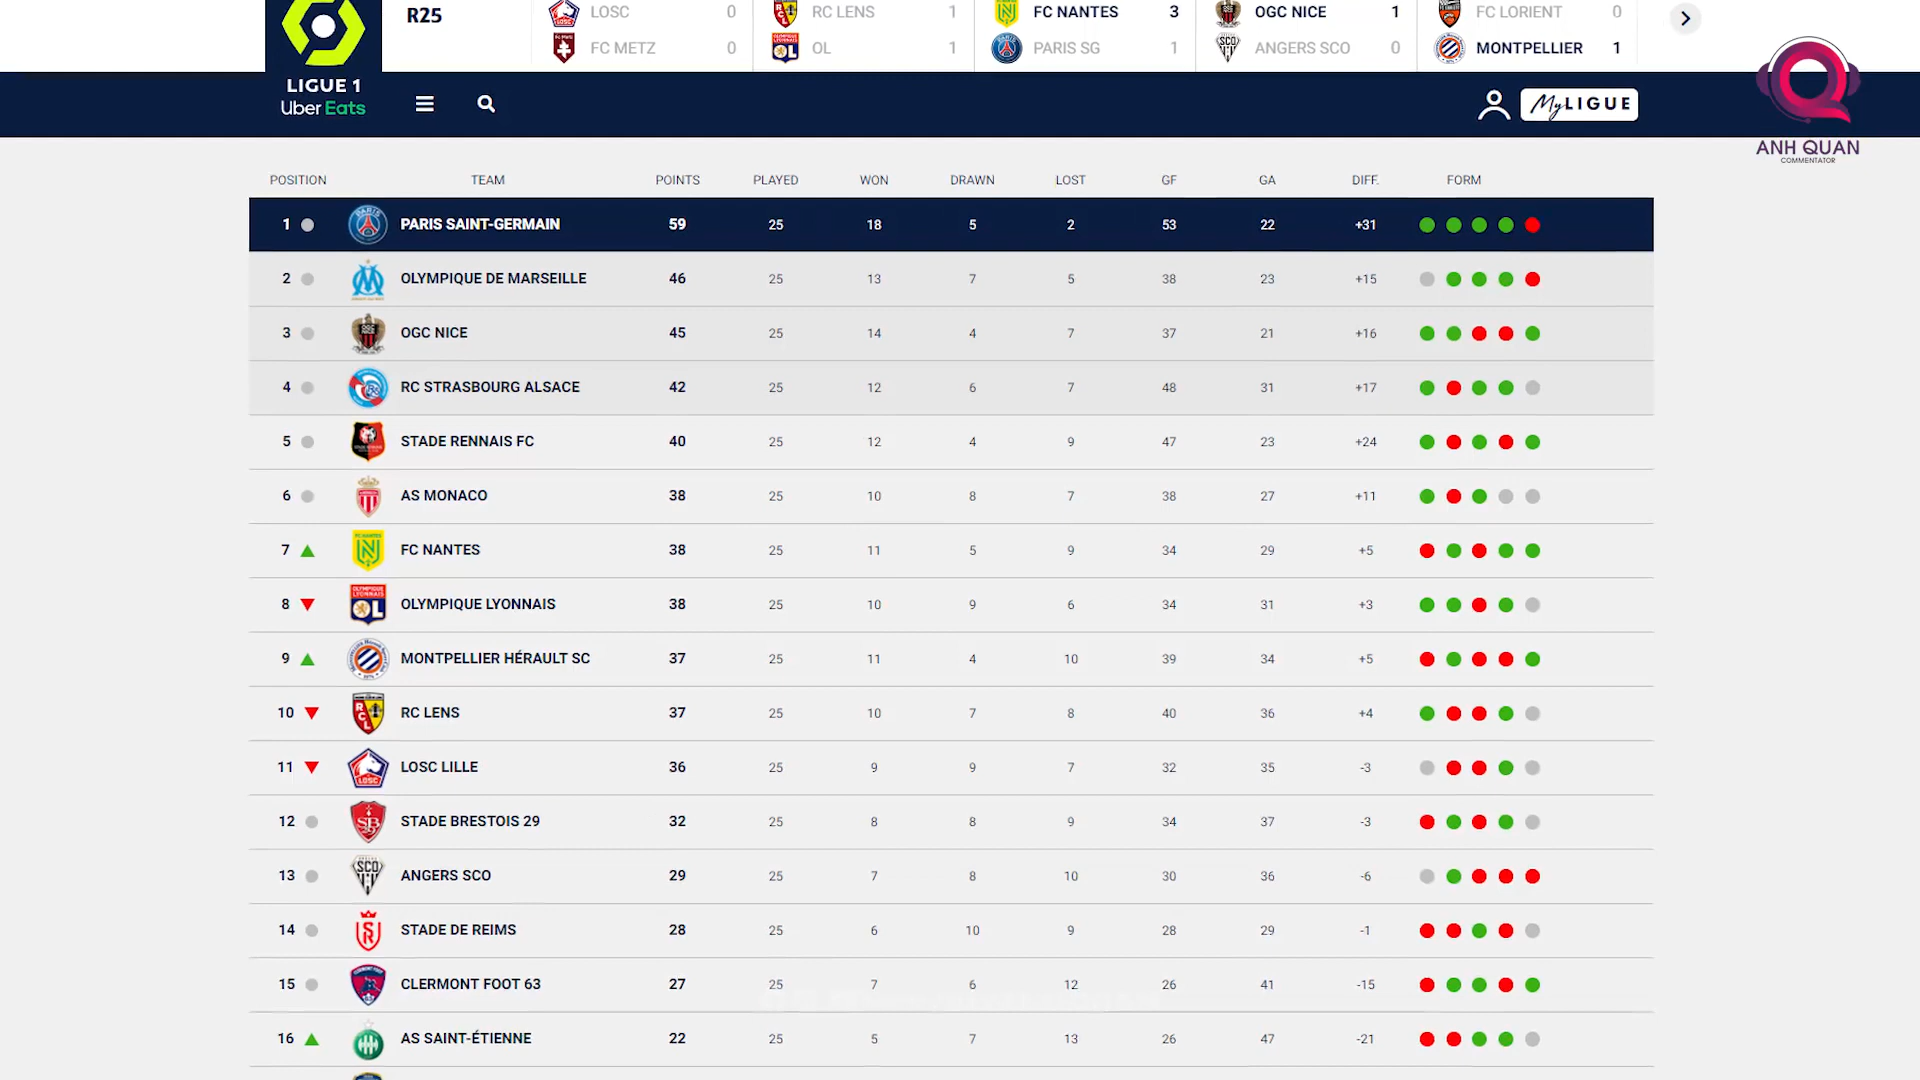 R25
LOSC 0
FC METZ 0
RC LENS 1
OL 1
FC NANTES 3
PARIS SG 1
OGC NICE 1
ANGERS SCO 0
FC LORIENT 0
MONTPELLIER 1
LIGUE 1
Uber Eats
MyLIGUE
ANH QUAN
COMMENTATOR
POSITION TEAM POINTS PLAYED WON DRAWN LOST GF GA DIFF. FORM
1 PARIS SAINT-GERMAIN 59 25 18 5 2 53 22 +31
2 OLYMPIQUE DE MARSEILLE 46 25 13 7 5 38 23 +15
3 OGC NICE 45 25 14 4 7 37 21 +16
4 RC STRASBOURG ALSACE 42 25 12 6 7 48 31 +17
5 STADE RENNAIS FC 40 25 12 4 9 47 23 +24
6 AS MONACO 38 25 10 8 7 38 27 +11
7 FC NANTES 38 25 11 5 9 34 29 +5
8 OLYMPIQUE LYONNAIS 38 25 10 9 6 34 31 +3
9 MONTPELLIER HÉRAULT SC 37 25 11 4 10 39 34 +5
10 RC LENS 37 25 10 7 8 40 36 +4
11 LOSC LILLE 36 25 9 9 7 32 35 -3
12 STADE BRESTOIS 29 32 25 8 8 9 34 37 -3
13 ANGERS SCO 29 25 7 8 10 30 36 -6
14 STADE DE REIMS 28 25 6 10 9 28 29 -1
15 CLERMONT FOOT 63 27 25 7 6 12 26 41 -15
16 AS SAINT-ÉTIENNE 22 25 5 7 13 26 47 -21